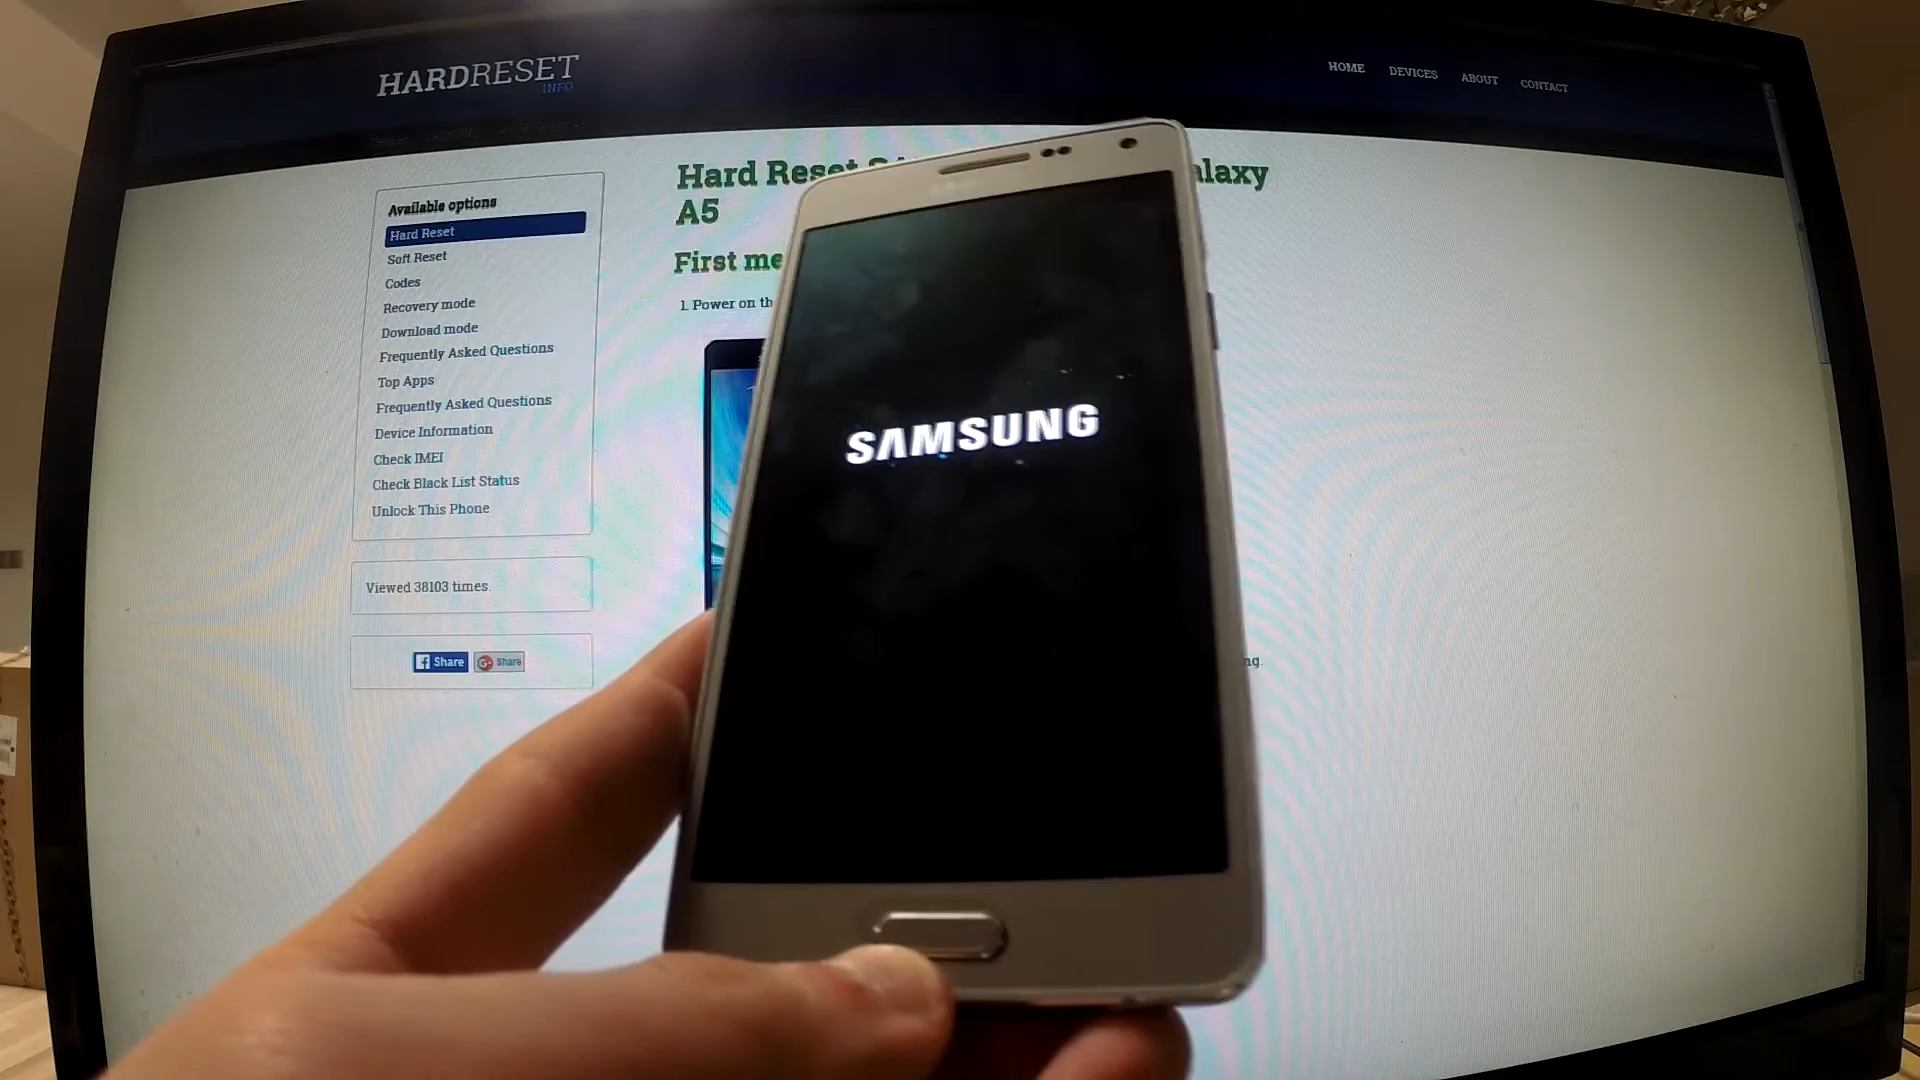 HARDRESET
INFO
HOME DEVICES ABOUT CONTACT
Hard Reset alaxy
A5
First me
1. Power on th
Available options
Hard Reset
Soft Reset
Codes
Recovery mode
Download mode
Frequently Asked Questions
Top Apps
Frequently Asked Questions
Device Information
Check IMEI
Check Black List Status
Unlock This Phone
Viewed 38103 times.
Share Share
SAMSUNG
ng.